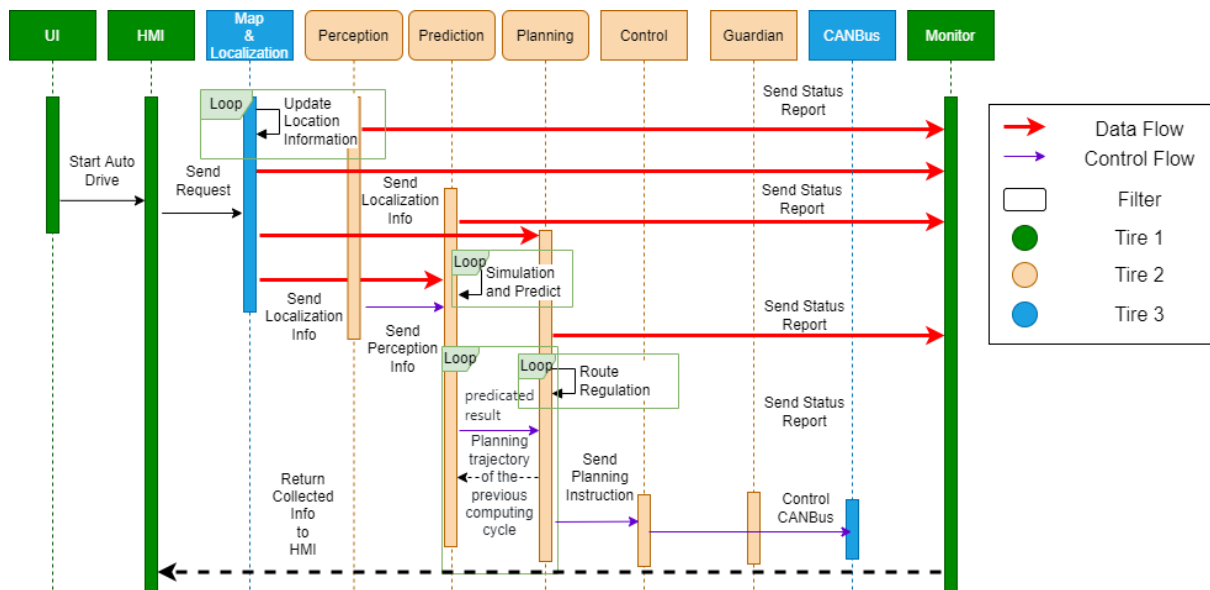 UI
HMI
Map
&
Localization
Perception
Prediction
Planning
Control
Guardian
CANBus
Monitor
Loop
Update
Location
Information
Send Status
Report
Start Auto
Drive
Send
Request
Send
Localization
Info
Send Status
Report
Loop
Simulation
and Predict
Send
Localization
Info
Send
Perception
Info
Send Status
Report
Loop
Loop
Route
Regulation
predicated
result
Send Status
Report
Planning
trajectory
of the
previous
computing
cycle
Send
Planning
Instruction
Control
CANBus
Return
Collected
Info
to
HMI
Data Flow
Control Flow
Filter
Tire 1
Tire 2
Tire 3